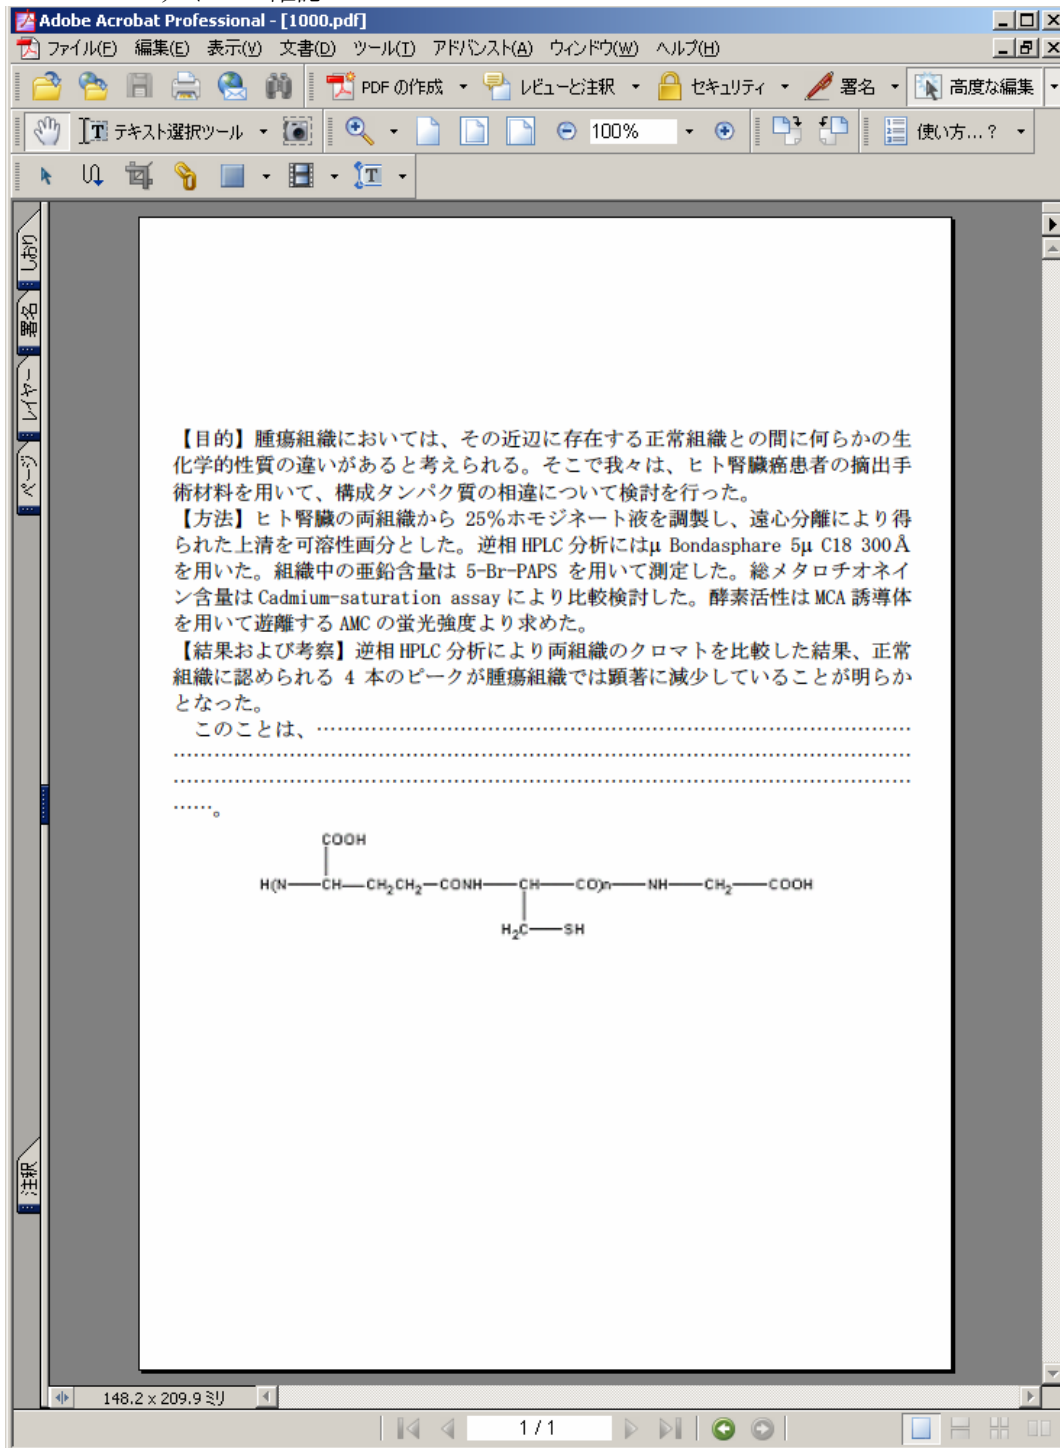 Adobe Acrobat Professional - [1000.pdf]
ファイル(F) 編集(E) 表示(V) 文書(D) ツール(T) アドバンスト(A) ウィンドウ(W) ヘルプ(H)
PDF の作成 レビューと注釈 セキュリティ 署名 高度な編集
テキスト選択ツール 100% 使い方...?
しおり
署名
レイヤー
ページ
注釈
【目的】腫瘍組織においては、その近辺に存在する正常組織との間に何らかの生
化学的性質の違いがあると考えられる。そこで我々は、ヒト腎臓癌患者の摘出手
術材料を用いて、構成タンパク質の相違について検討を行った。
【方法】ヒト腎臓の両組織から 25%ホモジネート液を調製し、遠心分離により得
られた上清を可溶性画分とした。逆相 HPLC 分析にはμ Bondasphare 5μ C18 300Å
を用いた。組織中の亜鉛含量は 5-Br-PAPS を用いて測定した。総メタロチオネイ
ン含量は Cadmium-saturation assay により比較検討した。酵素活性は MCA 誘導体
を用いて遊離する AMC の蛍光強度より求めた。
【結果および考察】逆相 HPLC 分析により両組織のクロマトを比較した結果、正常
組織に認められる 4 本のピークが腫瘍組織では顕著に減少していることが明らか
となった。
このことは、……………………………………………………………………………
………………………………………………………………………………………………
………………………………………………………………………………………………
……。
COOH
H(N—CH—CH₂CH₂—CONH—CH—CO)n—NH—CH₂—COOH
H₂C—SH
148.2 x 209.9 ミリ
1 / 1